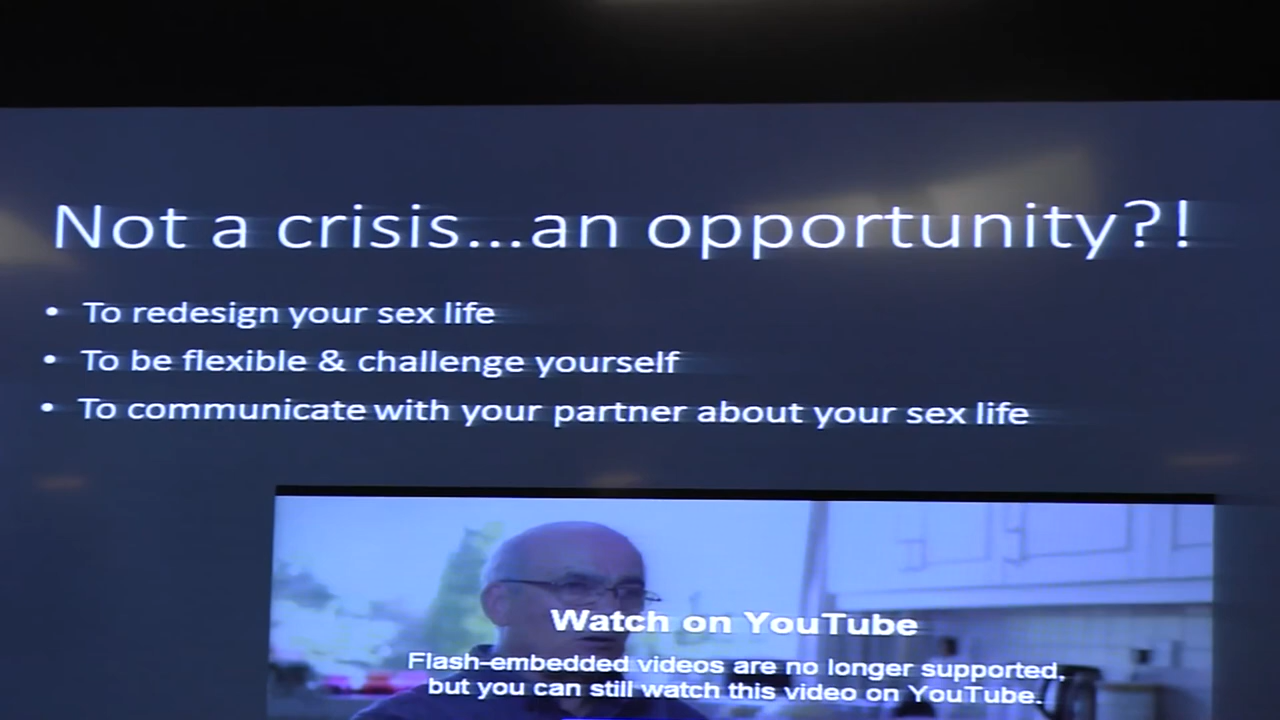 Not a crisis...an opportunity?!
• To redesign your sex life
• To be flexible & challenge yourself
• To communicate with your partner about your sex life
Watch on YouTube
Flash-embedded videos are no longer supported,
but you can still watch this video on YouTube.